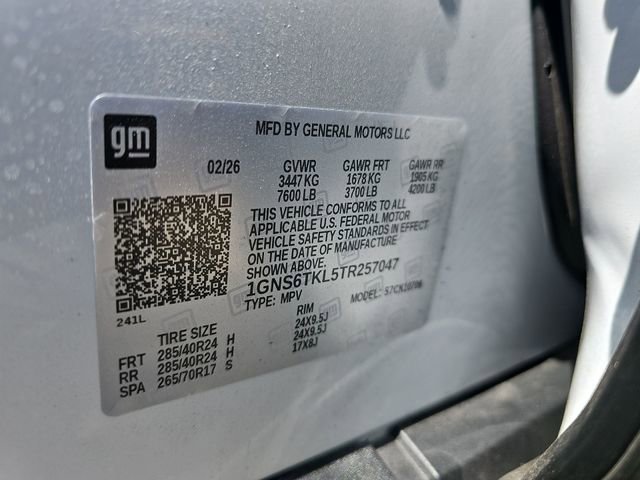 gm
MFD BY GENERAL MOTORS LLC
02/26 GVWR GAWR FRT GAWR RR
3447 KG 1678 KG 1905 KG
7600 LB 3700 LB 4200 LB
THIS VEHICLE CONFORMS TO ALL
APPLICABLE U.S. FEDERAL MOTOR
VEHICLE SAFETY STANDARDS IN EFFECT
ON THE DATE OF MANUFACTURE
SHOWN ABOVE.
1GNS6TKL5TR257047
TYPE: MPV MODEL: S7CK10706
241L
TIRE SIZE RIM
FRT 285/40R24 H 24X9.5J
RR 285/40R24 H 24X9.5J
SPA 265/70R17 S 17X8J